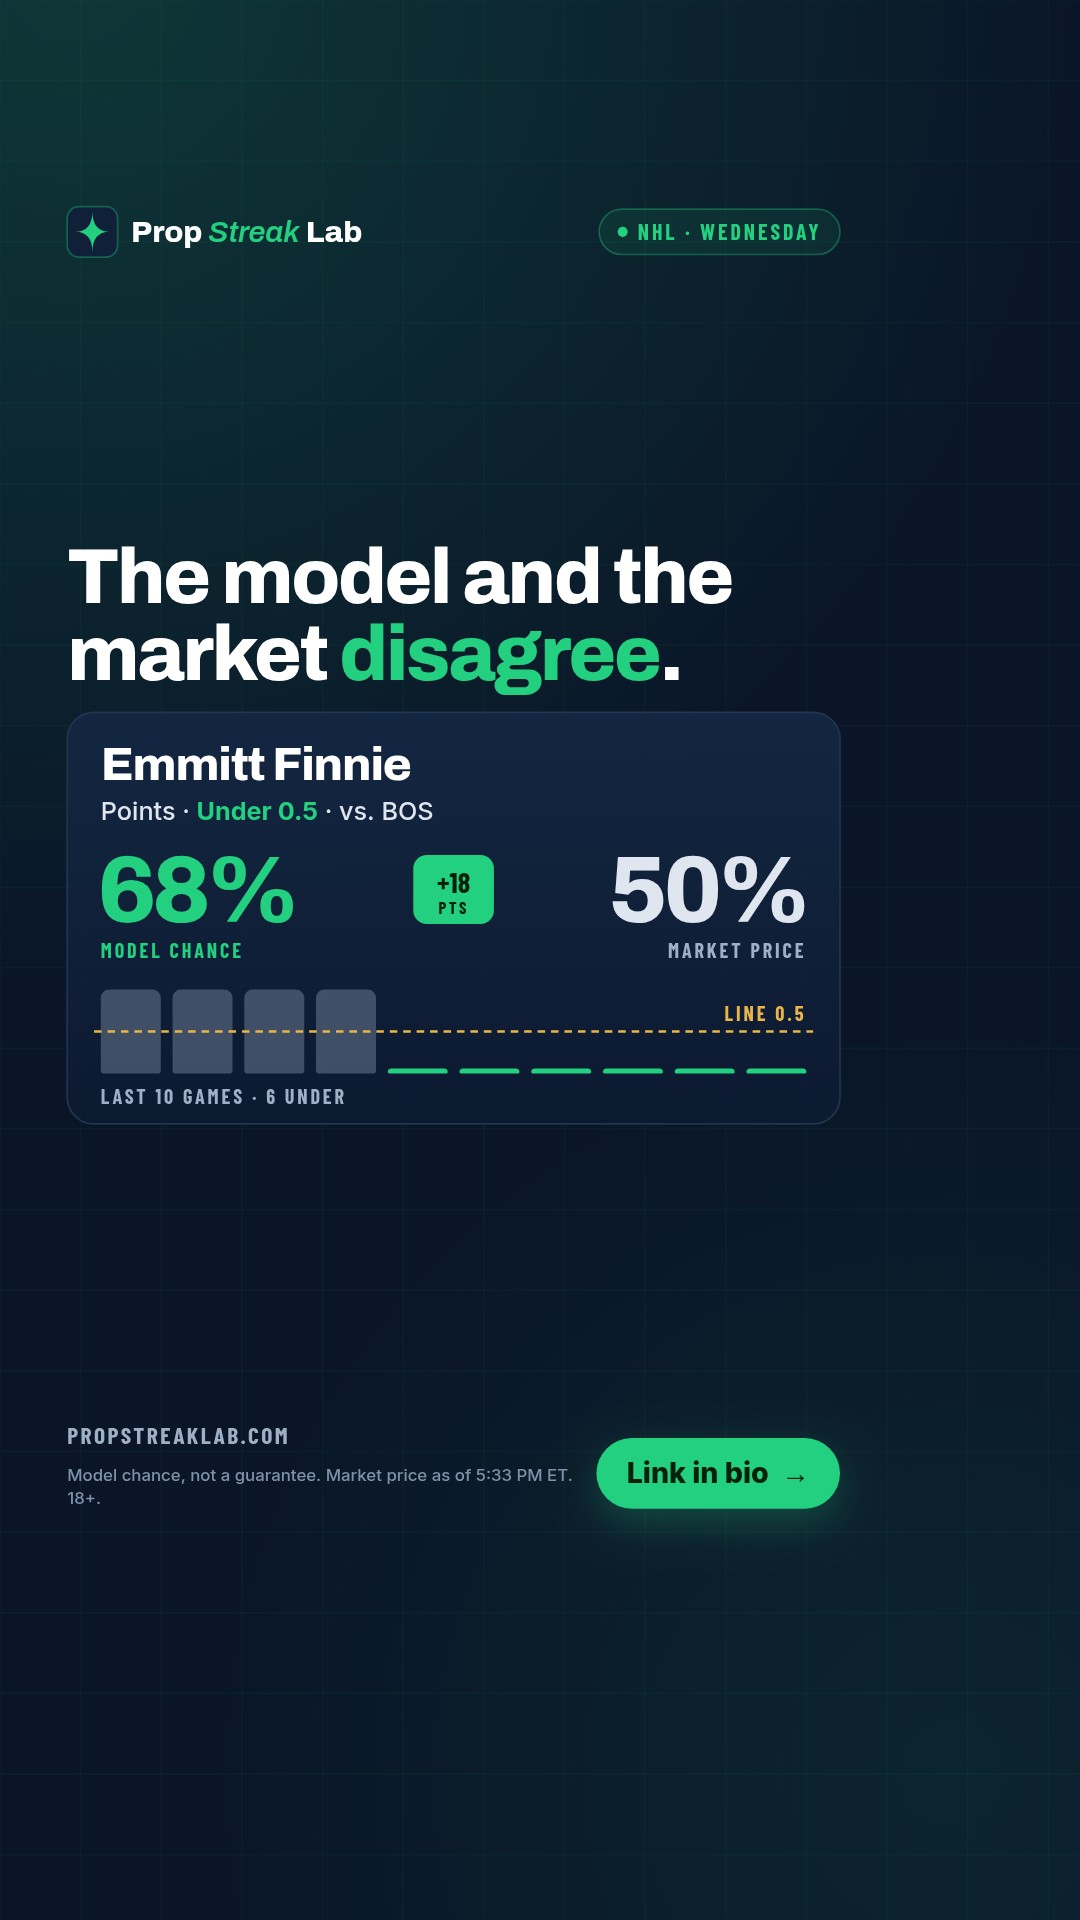 Prop Streak Lab
NHL · WEDNESDAY
The model and the
market disagree.
Emmitt Finnie
Points · Under 0.5 · vs. BOS
68%
+18
PTS
50%
MODEL CHANCE
MARKET PRICE
LINE 0.5
LAST 10 GAMES · 6 UNDER
PROPSTREAKLAB.COM
Model chance, not a guarantee. Market price as of 5:33 PM ET.
18+.
Link in bio →